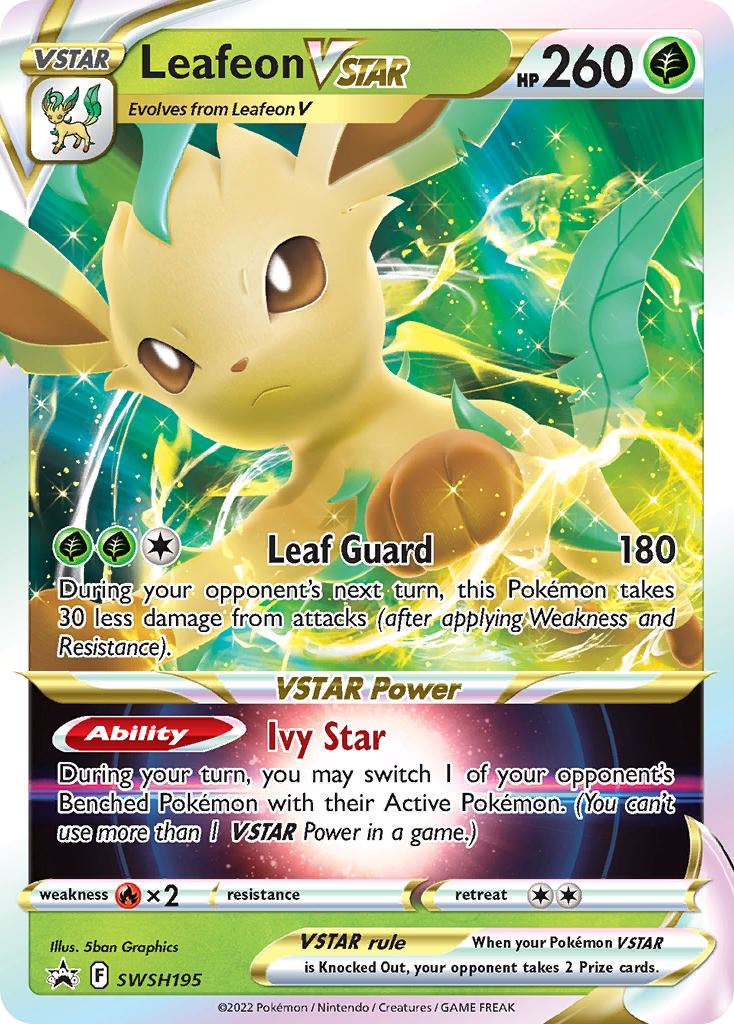 VSTAR
Leafeon VSTAR
HP 260
Evolves from Leafeon V
Leaf Guard 180
During your opponent's next turn, this Pokémon takes
30 less damage from attacks (after applying Weakness and
Resistance).
VSTAR Power
Ability Ivy Star
During your turn, you may switch 1 of your opponent's
Benched Pokémon with their Active Pokémon. (You can't
use more than 1 VSTAR Power in a game.)
weakness ×2 resistance retreat
Illus. 5ban Graphics
VSTAR rule When your Pokémon VSTAR
is Knocked Out, your opponent takes 2 Prize cards.
F SWSH195
©2022 Pokémon / Nintendo / Creatures / GAME FREAK